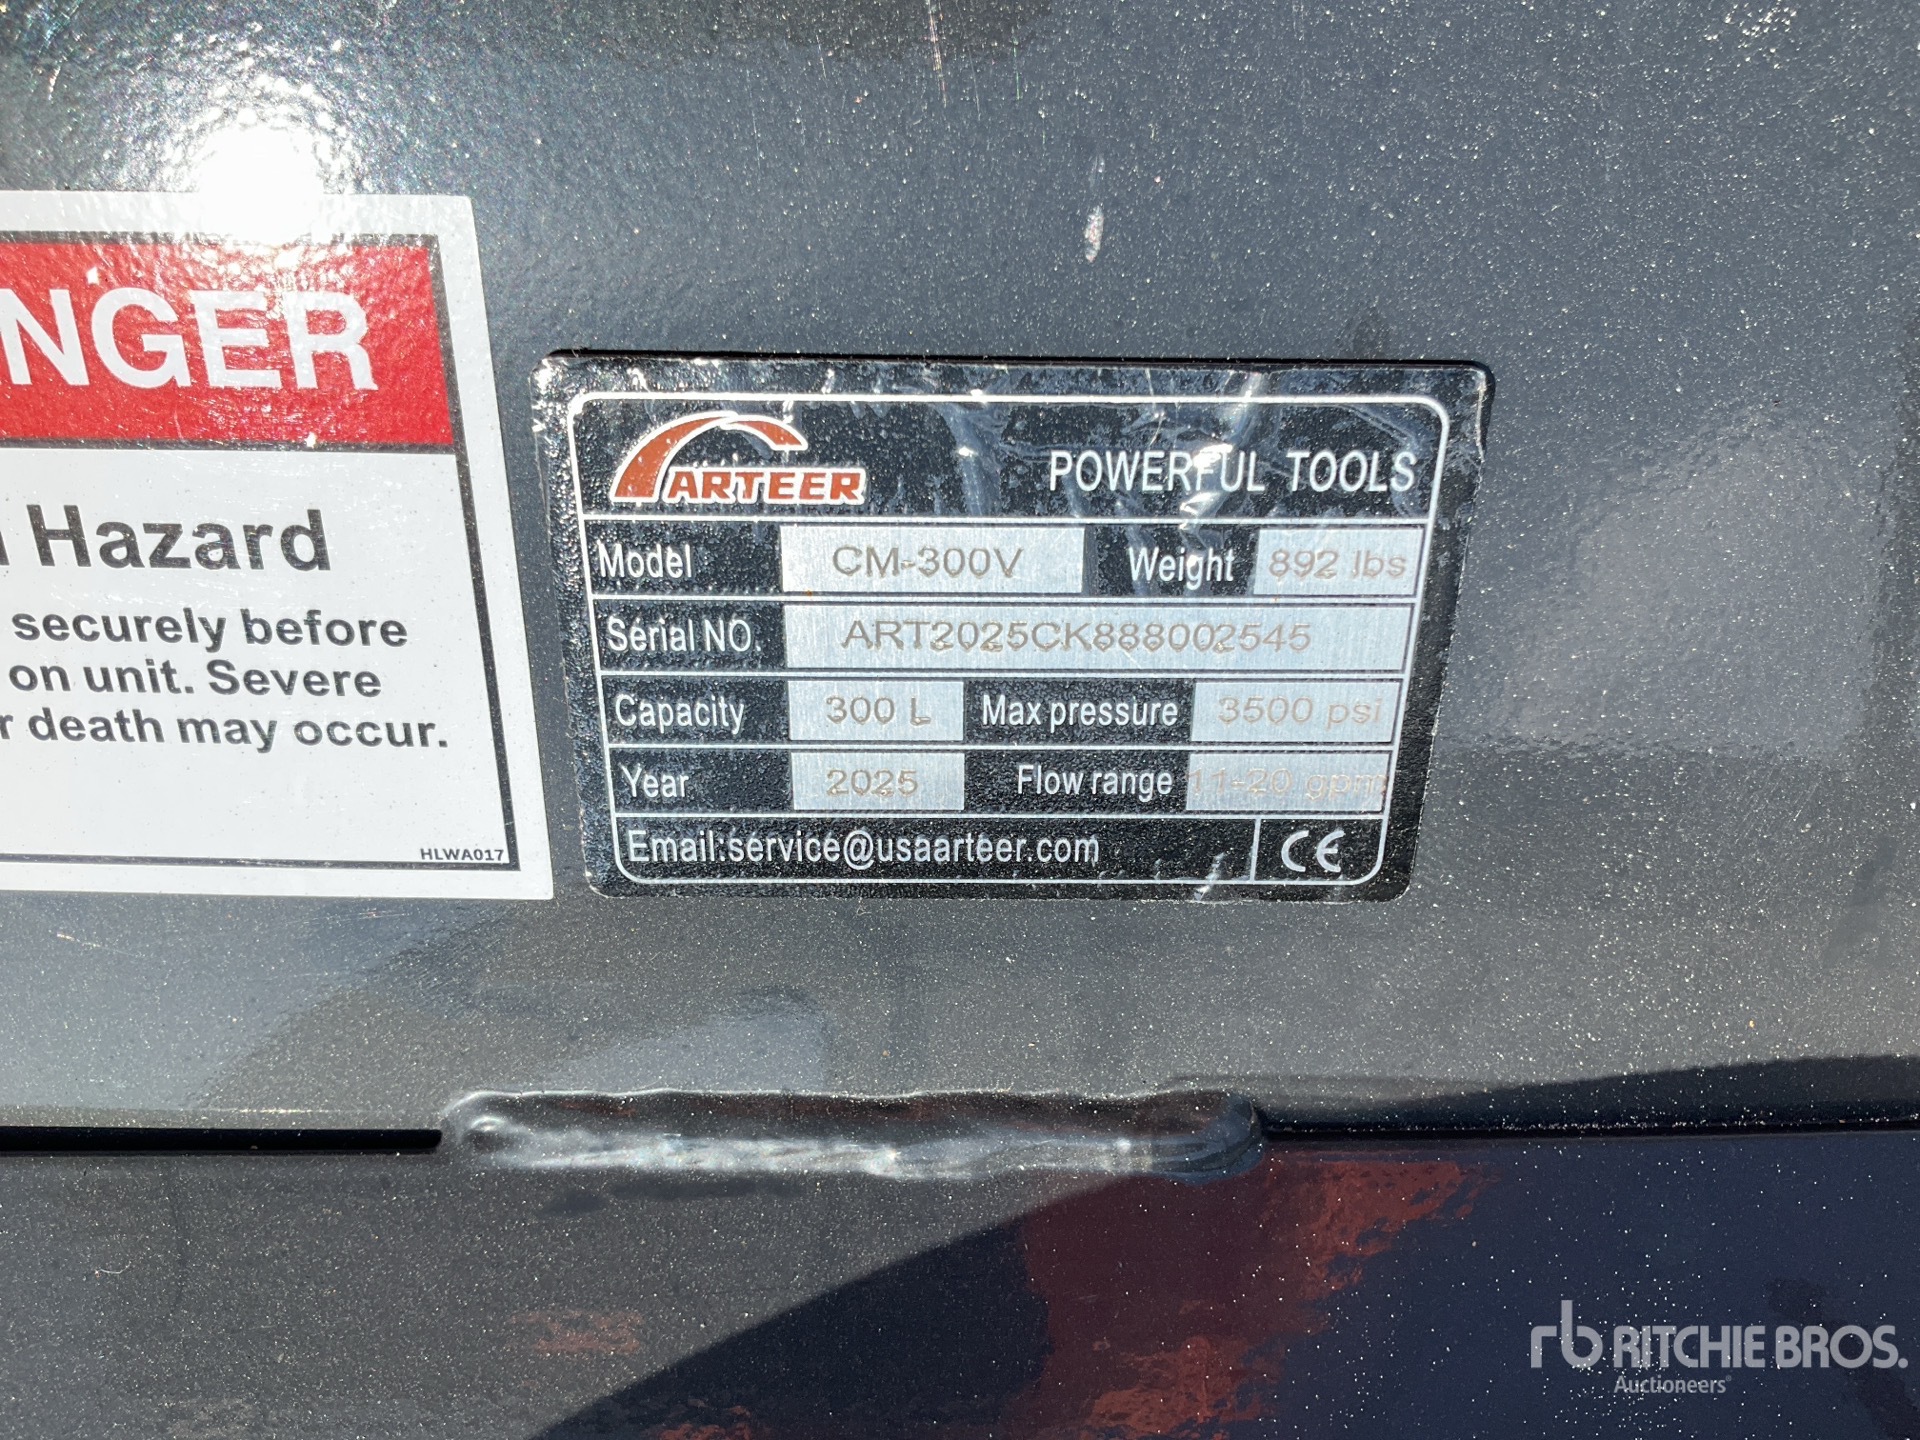 NGER
Hazard
securely before
on unit. Severe
r death may occur.
HLWA017
ARTEER
POWERFUL TOOLS
Model CM-300V Weight 892 lbs
Serial NO. ART2025CK888002545
Capacity 300 L Max pressure 3500 psi
Year 2025 Flow range 11-20 gpm
Email:service@usaarteer.com CE
rb RITCHIE BROS.
Auctioneers